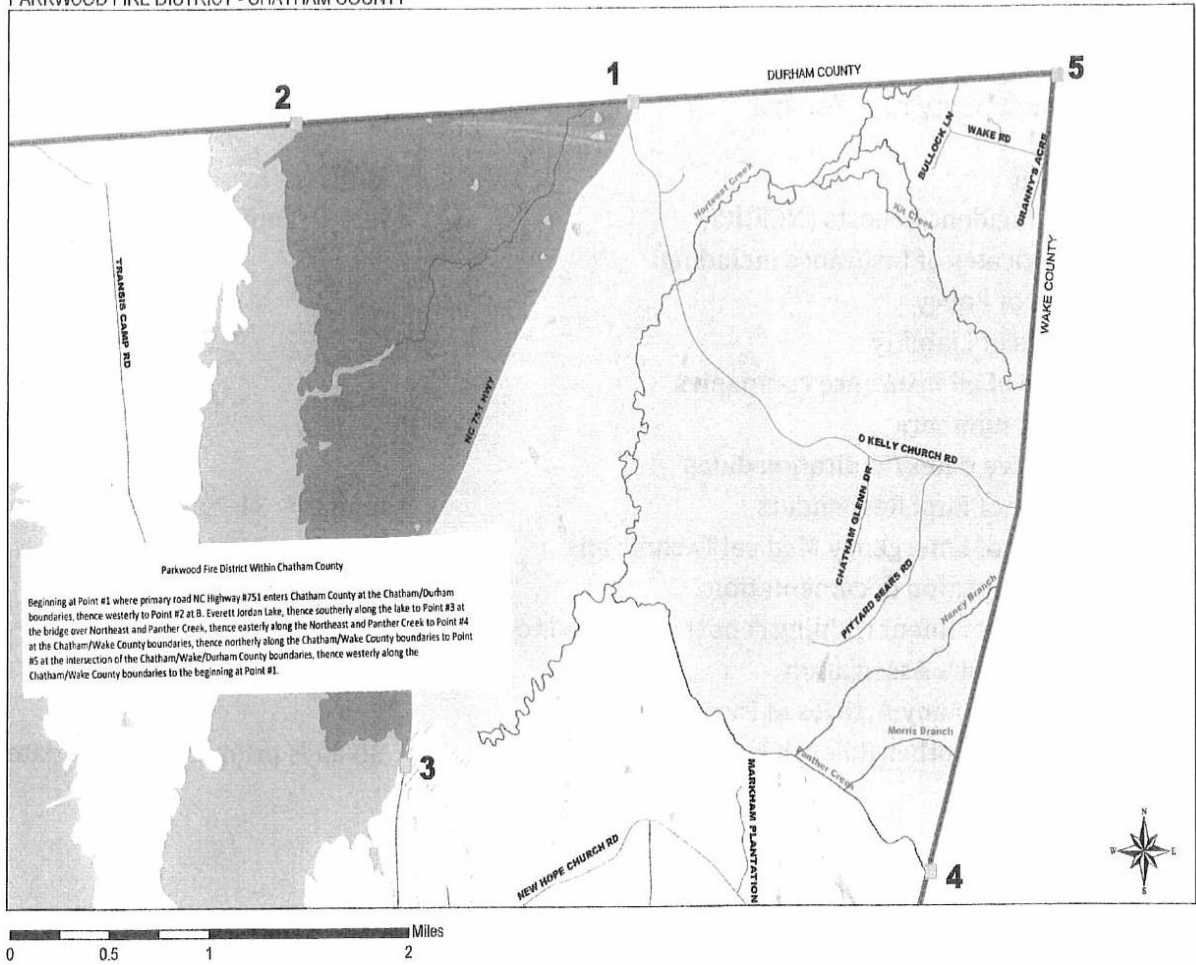 PARKWOOD FIRE DISTRICT - CHATHAM COUNTY
DURHAM COUNTY
1
2
5
BULLOCK LN
WAKE RD
GRANNY'S ACRE
Northeast Creek
Kit Creek
WAKE COUNTY
TRANSIS CAMP RD
NC 751 HWY
O KELLY CHURCH RD
CHATHAM GLENN DR
PITTARD SEARS RD
Nancy Branch
Parkwood Fire District Within Chatham County
Beginning at Point #1 where primary road NC Highway #751 enters Chatham County at the Chatham/Durham
boundaries, thence westerly to Point #2 at B. Everett Jordan Lake, thence southerly along the lake to Point #3 at
the bridge over Northeast and Panther Creek, thence easterly along the Northeast and Panther Creek to Point #4
at the Chatham/Wake County boundaries, thence northerly along the Chatham/Wake County boundaries to Point
#5 at the intersection of the Chatham/Wake/Durham County boundaries, thence westerly along the
Chatham/Wake County boundaries to the beginning at Point #1.
Morris Branch
Panther Creek
3
MARKHAM PLANTATION
NEW HOPE CHURCH RD
4
N
W E
S
Miles
0 0.5 1 2